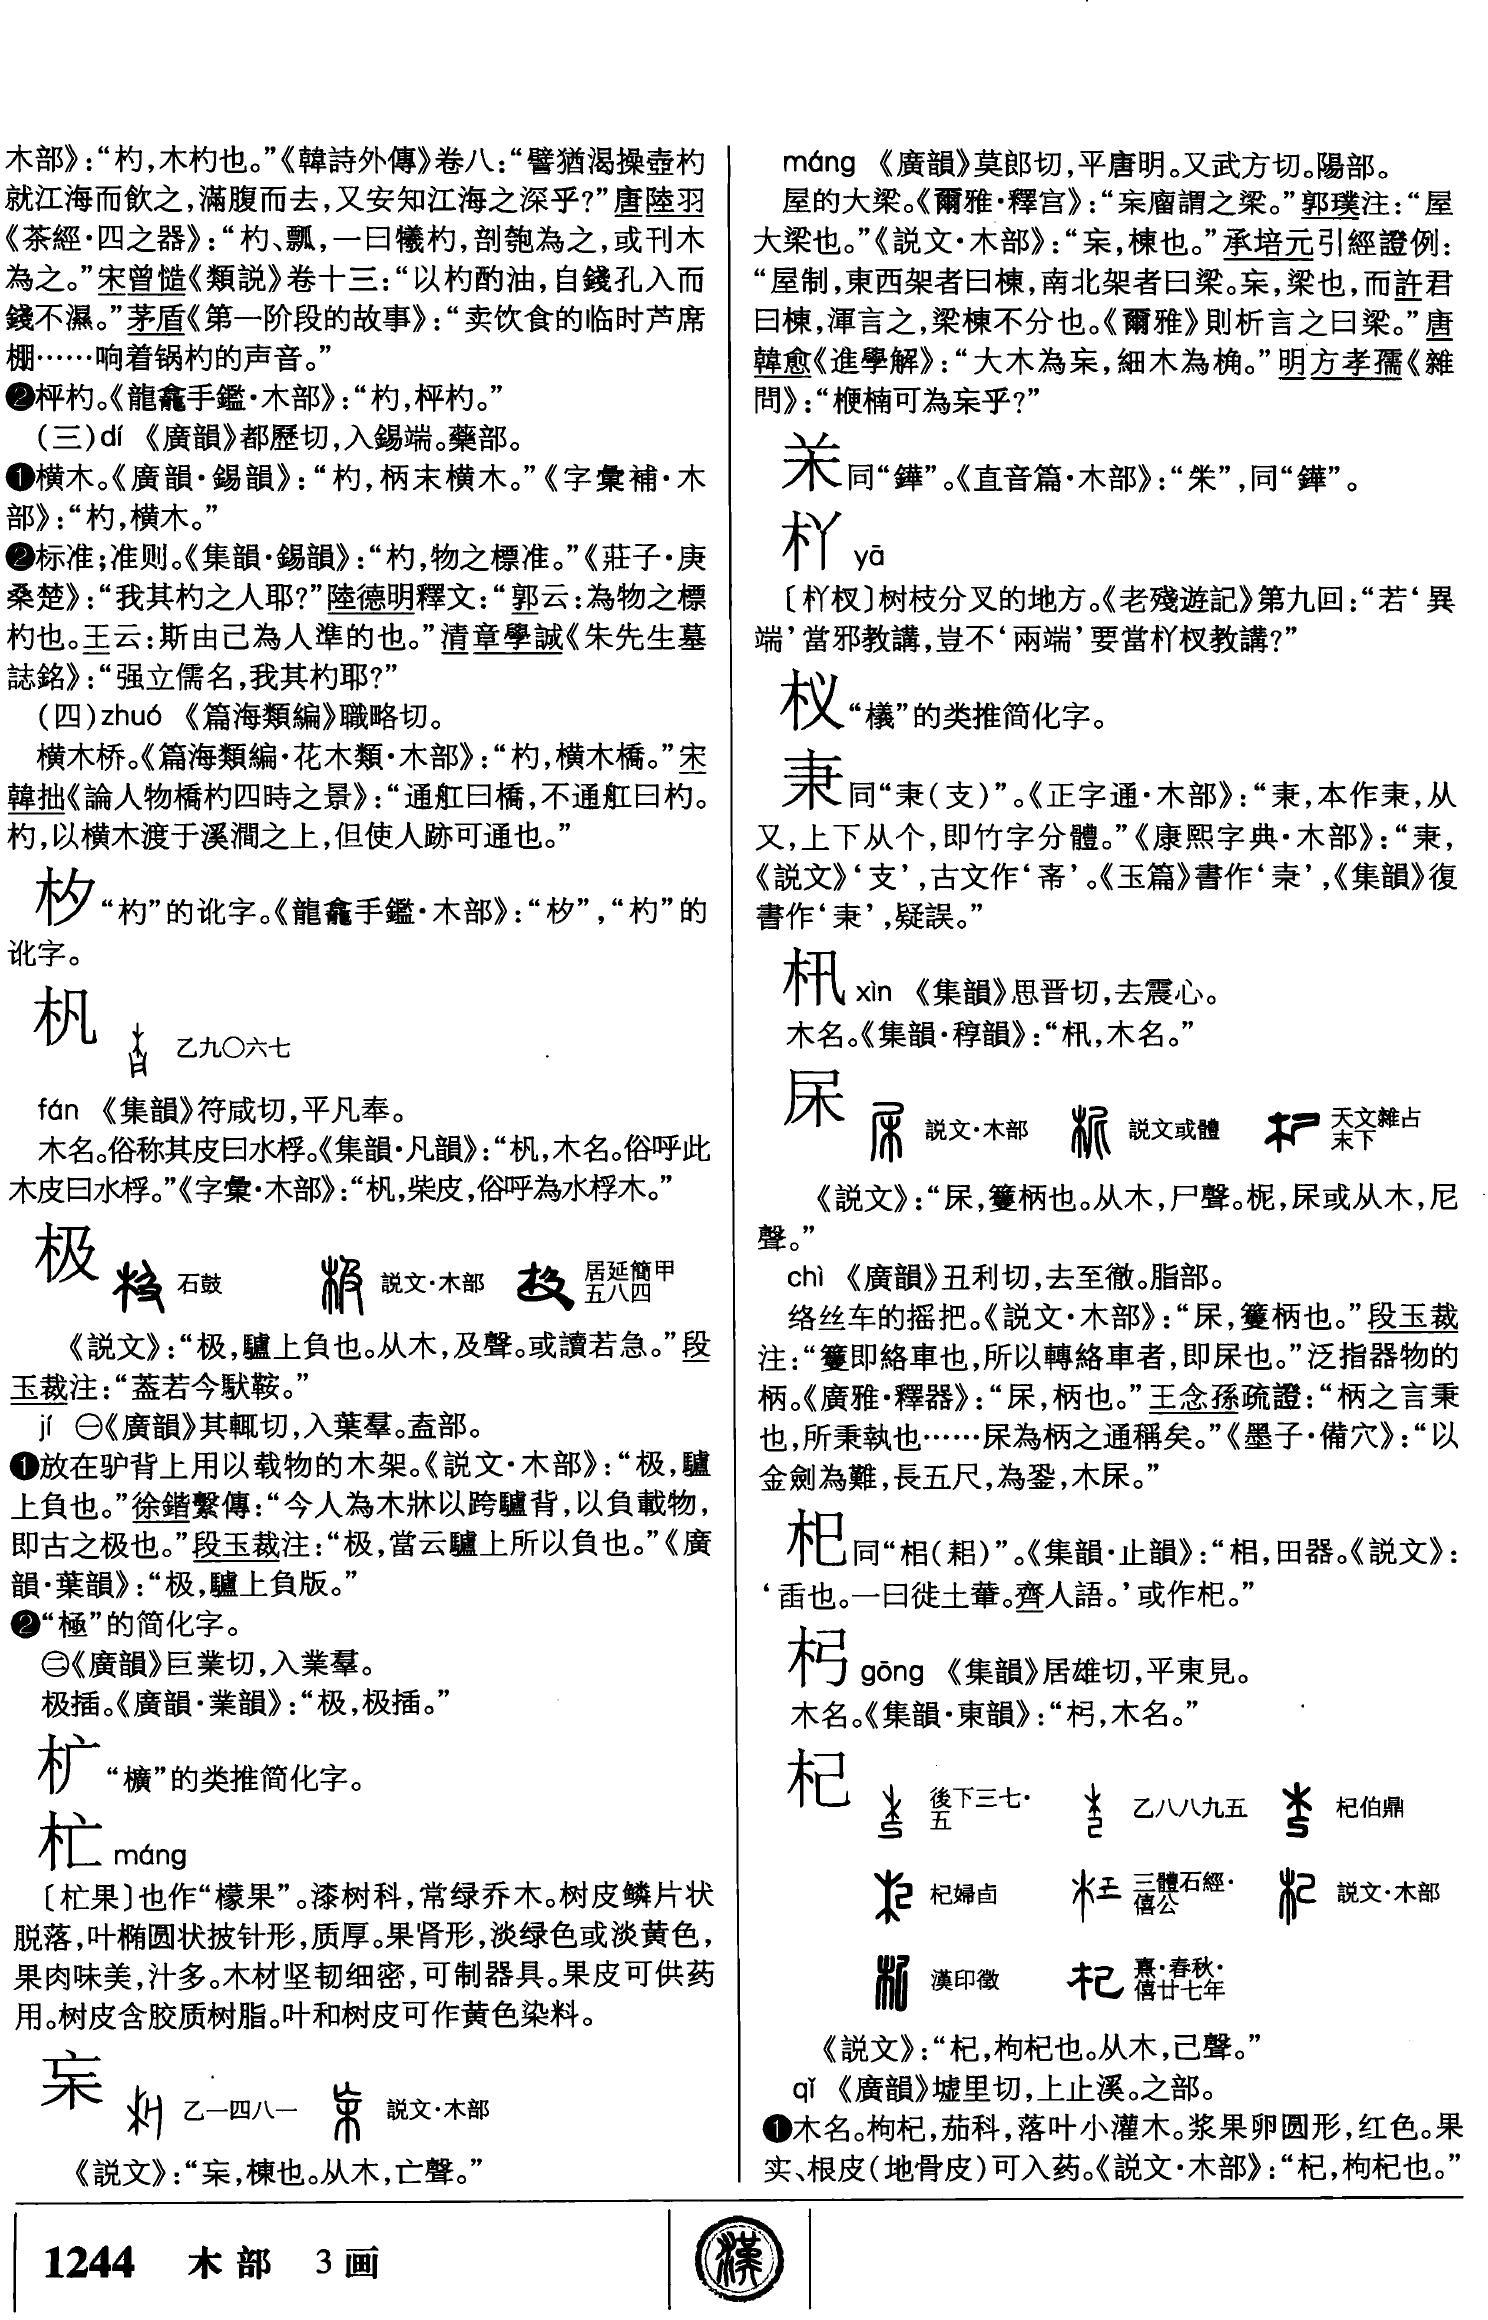 木部》：“杓，木杓也。”《韓詩外傳》卷八：“譬猶渴操壺杓
就江海而飲之，滿腹而去，又安知江海之深乎？”唐陸羽
《茶經·四之器》：“杓、瓢，一曰犧杓，剖匏為之，或刊木
為之。”宋曾慥《類説》卷十三：“以杓酌油，自錢孔入而
錢不濕。”茅盾《第一阶段的故事》：“卖饮食的临时芦席
棚……响着锅杓的声音。”
❷枰杓。《龍龕手鑑·木部》：“杓，枰杓。”
(三)dí 《廣韻》都歷切，入錫端。藥部。
❶横木。《廣韻·錫韻》：“杓，柄末横木。”《字彙補·木
部》：“杓，横木。”
❷标准；准则。《集韻·錫韻》：“杓，物之標准。”《莊子·庚
桑楚》：“我其杓之人耶？”陸德明釋文：“郭云：為物之標
杓也。王云：斯由己為人準的也。”清章學誠《朱先生墓
誌銘》：“强立儒名，我其杓耶？”
(四)zhuó 《篇海類編》職略切。
横木桥。《篇海類編·花木類·木部》：“杓，横木橋。”宋
韓拙《論人物橋杓四時之景》：“通舡曰橋，不通舡曰杓。
杓，以横木渡于溪澗之上，但使人跡可通也。”
“杓”的讹字。《龍龕手鑑·木部》：“杓”的
讹字。
杋 乙九〇六七
fán 《集韻》符咸切，平凡奉。
木名。俗称其皮曰水桴。《集韻·凡韻》：“杋，木名。俗呼此
木皮曰水桴。”《字彙·木部》：“杋，柴皮，俗呼為水桴木。”
极 石鼓 説文·木部 居延簡甲五八四
《説文》：“极，驢上負也。从木，及聲。或讀若急。”段
玉裁注：“葢若今馱鞍。”
jí ㊀《廣韻》其輒切，入葉羣。盍部。
❶放在驴背上用以载物的木架。《説文·木部》：“极，驢
上負也。”徐鍇繫傳：“今人為木牀以跨驢背，以負載物，
即古之极也。”段玉裁注：“极，當云驢上所以負也。”《廣
韻·葉韻》：“极，驢上負版。”
❷“極”的简化字。
㊁《廣韻》巨業切，入業羣。
极插。《廣韻·業韻》：“极，极插。”
“櫎”的类推简化字。
杧 máng
〔杧果〕也作“檬果”。漆树科，常绿乔木。树皮鳞片状
脱落，叶椭圆状披针形，质厚。果肾形，淡绿色或淡黄色，
果肉味美，汁多。木材坚韧细密，可制器具。果皮可供药
用。树皮含胶质树脂。叶和树皮可作黄色染料。
杗 乙一四八一 説文·木部
《説文》：“杗，棟也。从木，亡聲。”
máng 《廣韻》莫郎切，平唐明。又武方切。陽部。
屋的大梁。《爾雅·釋宫》：“杗廇謂之梁。”郭璞注：“屋
大梁也。”《説文·木部》：“杗，棟也。”承培元引經證例：
“屋制，東西架者曰棟，南北架者曰梁。杗，梁也，而許君
曰棟，渾言之，梁棟不分也。《爾雅》則析言之曰梁。”唐
韓愈《進學解》：“大木為杗，細木為桷。”明方孝孺《雜
問》：“楩楠可為杗乎？”
同“鏵”。《直音篇·木部》：同“鏵”。
枒 yā
〔杈〕树枝分叉的地方。《老殘遊記》第九回：“若‘異
端’當邪教講，豈不‘兩端’要當杈教講？”
“檥”的类推简化字。
同“（支）”。《正字通·木部》：本作，从
又，上下从个，即竹字分體。”《康熙字典·木部》：
《説文》‘支’，古文作。《玉篇》書作，《集韻》復
書作，疑誤。”
xìn 《集韻》思晋切，去震心。
木名。《集韻·稕韻》：木名。”
杘 説文·木部 説文或體 天文雜占末下
《説文》：“杘，籆柄也。从木，尸聲。柅，杘或从木，尼
聲。”
chì 《廣韻》丑利切，去至徹。脂部。
络丝车的摇把。《説文·木部》：“杘，籆柄也。”段玉裁
注：“籆即絡車也，所以轉絡車者，即杘也。”泛指器物的
柄。《廣雅·釋器》：“杘，柄也。”王念孫疏證：“柄之言秉
也，所秉執也……杘為柄之通稱矣。”《墨子·備穴》：“以
金劍為難，長五尺，為銎，木杘。”
同“梠（耜）”。《集韻·止韻》：田器。《説文》：
‘臿也。一曰徙土輂。齊人語。’或作杞。”
杛 gōng 《集韻》居雄切，平東見。
木名。《集韻·東韻》：“杛，木名。”
杞 後下三七·五 乙八八九五 杞伯鼎
杞婦卣 三體石經·僖公 説文·木部
漢印徵 熹·春秋·僖廿七年
《説文》：“杞，枸杞也。从木，己聲。”
qǐ 《廣韻》墟里切，上止溪。之部。
❶木名。枸杞，茄科，落叶小灌木。浆果卵圆形，红色。果
实、根皮（地骨皮）可入药。《説文·木部》：“杞，枸杞也。”
1244 木部 3画
漢